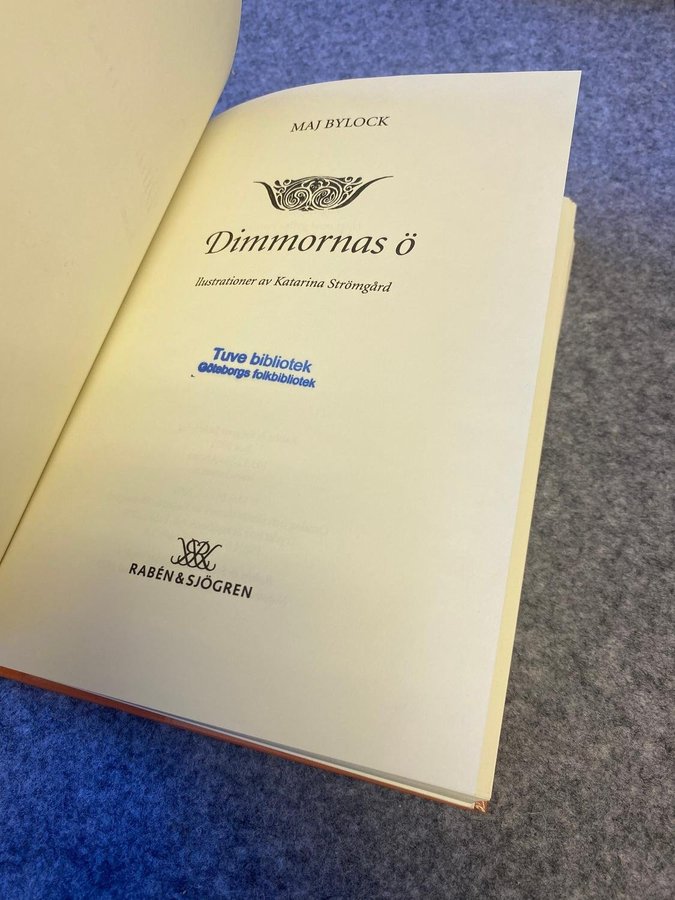 MAJ BYLOCK
Dimmornas ö
Illustrationer av Katarina Strömgård
Tuve bibliotek
Göteborgs folkbibliotek
RABÉN & SJÖGREN